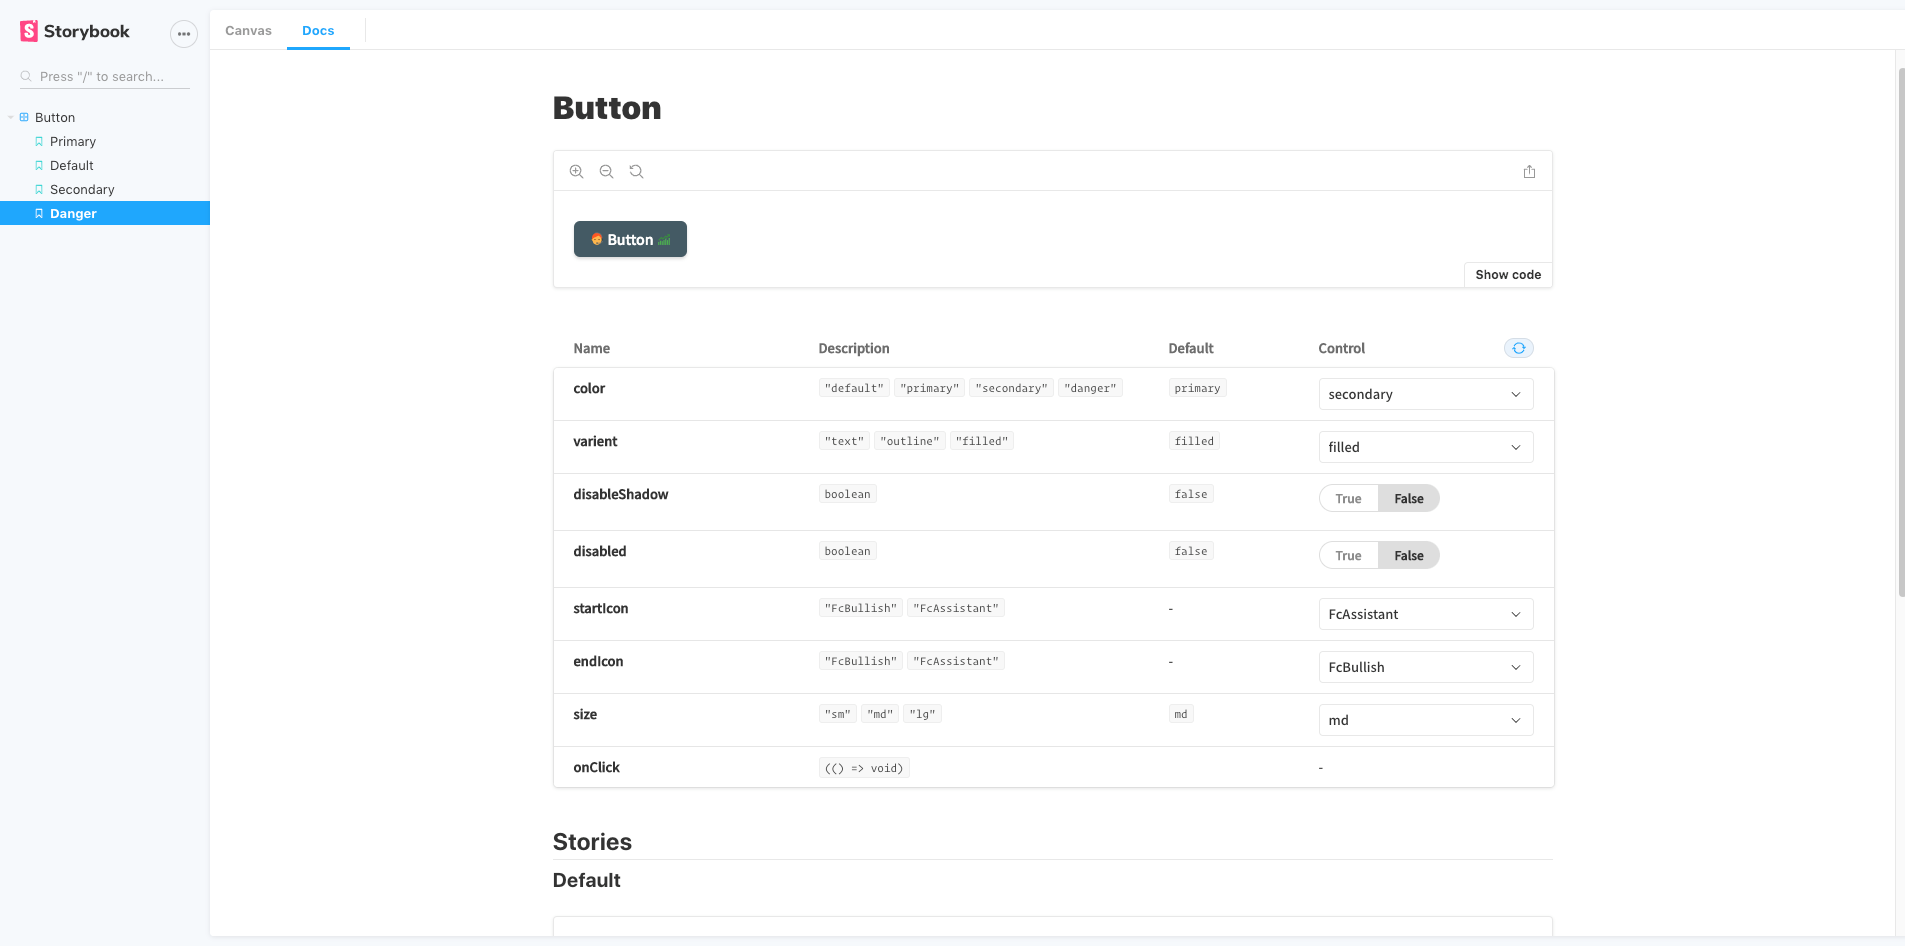 Storybook
Press "/" to search...
Button
Primary
Default
Secondary
Danger
Canvas Docs
Button
Button
Show code
Name Description Default Control
color "default" "primary" "secondary" "danger" primary secondary
varient "text" "outline" "filled" filled filled
disableShadow boolean false True False
disabled boolean false True False
startIcon "FcBullish" "FcAssistant" - FcAssistant
endIcon "FcBullish" "FcAssistant" - FcBullish
size "sm" "md" "lg" md md
onClick (() => void) -
Stories
Default